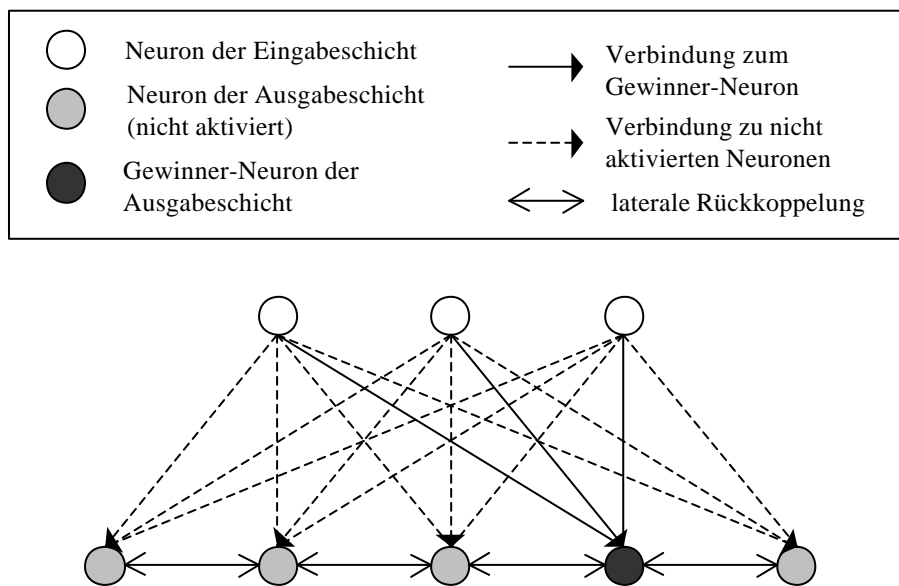 Neuron der Eingabeschicht
Neuron der Ausgabeschicht
(nicht aktiviert)
Gewinner-Neuron der
Ausgabeschicht
Verbindung zum
Gewinner-Neuron
Verbindung zu nicht
aktivierten Neuronen
laterale Rückkoppelung